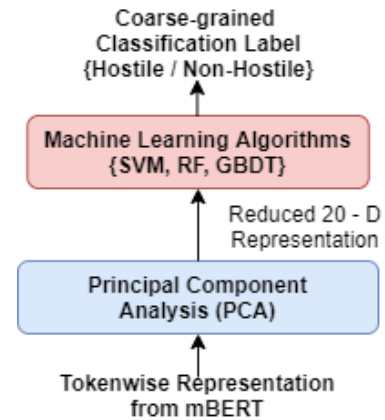 Coarse-grained
Classification Label
{Hostile / Non-Hostile}
Machine Learning Algorithms
{SVM, RF, GBDT}
Reduced 20 - D
Representation
Principal Component
Analysis (PCA)
Tokenwise Representation
from mBERT